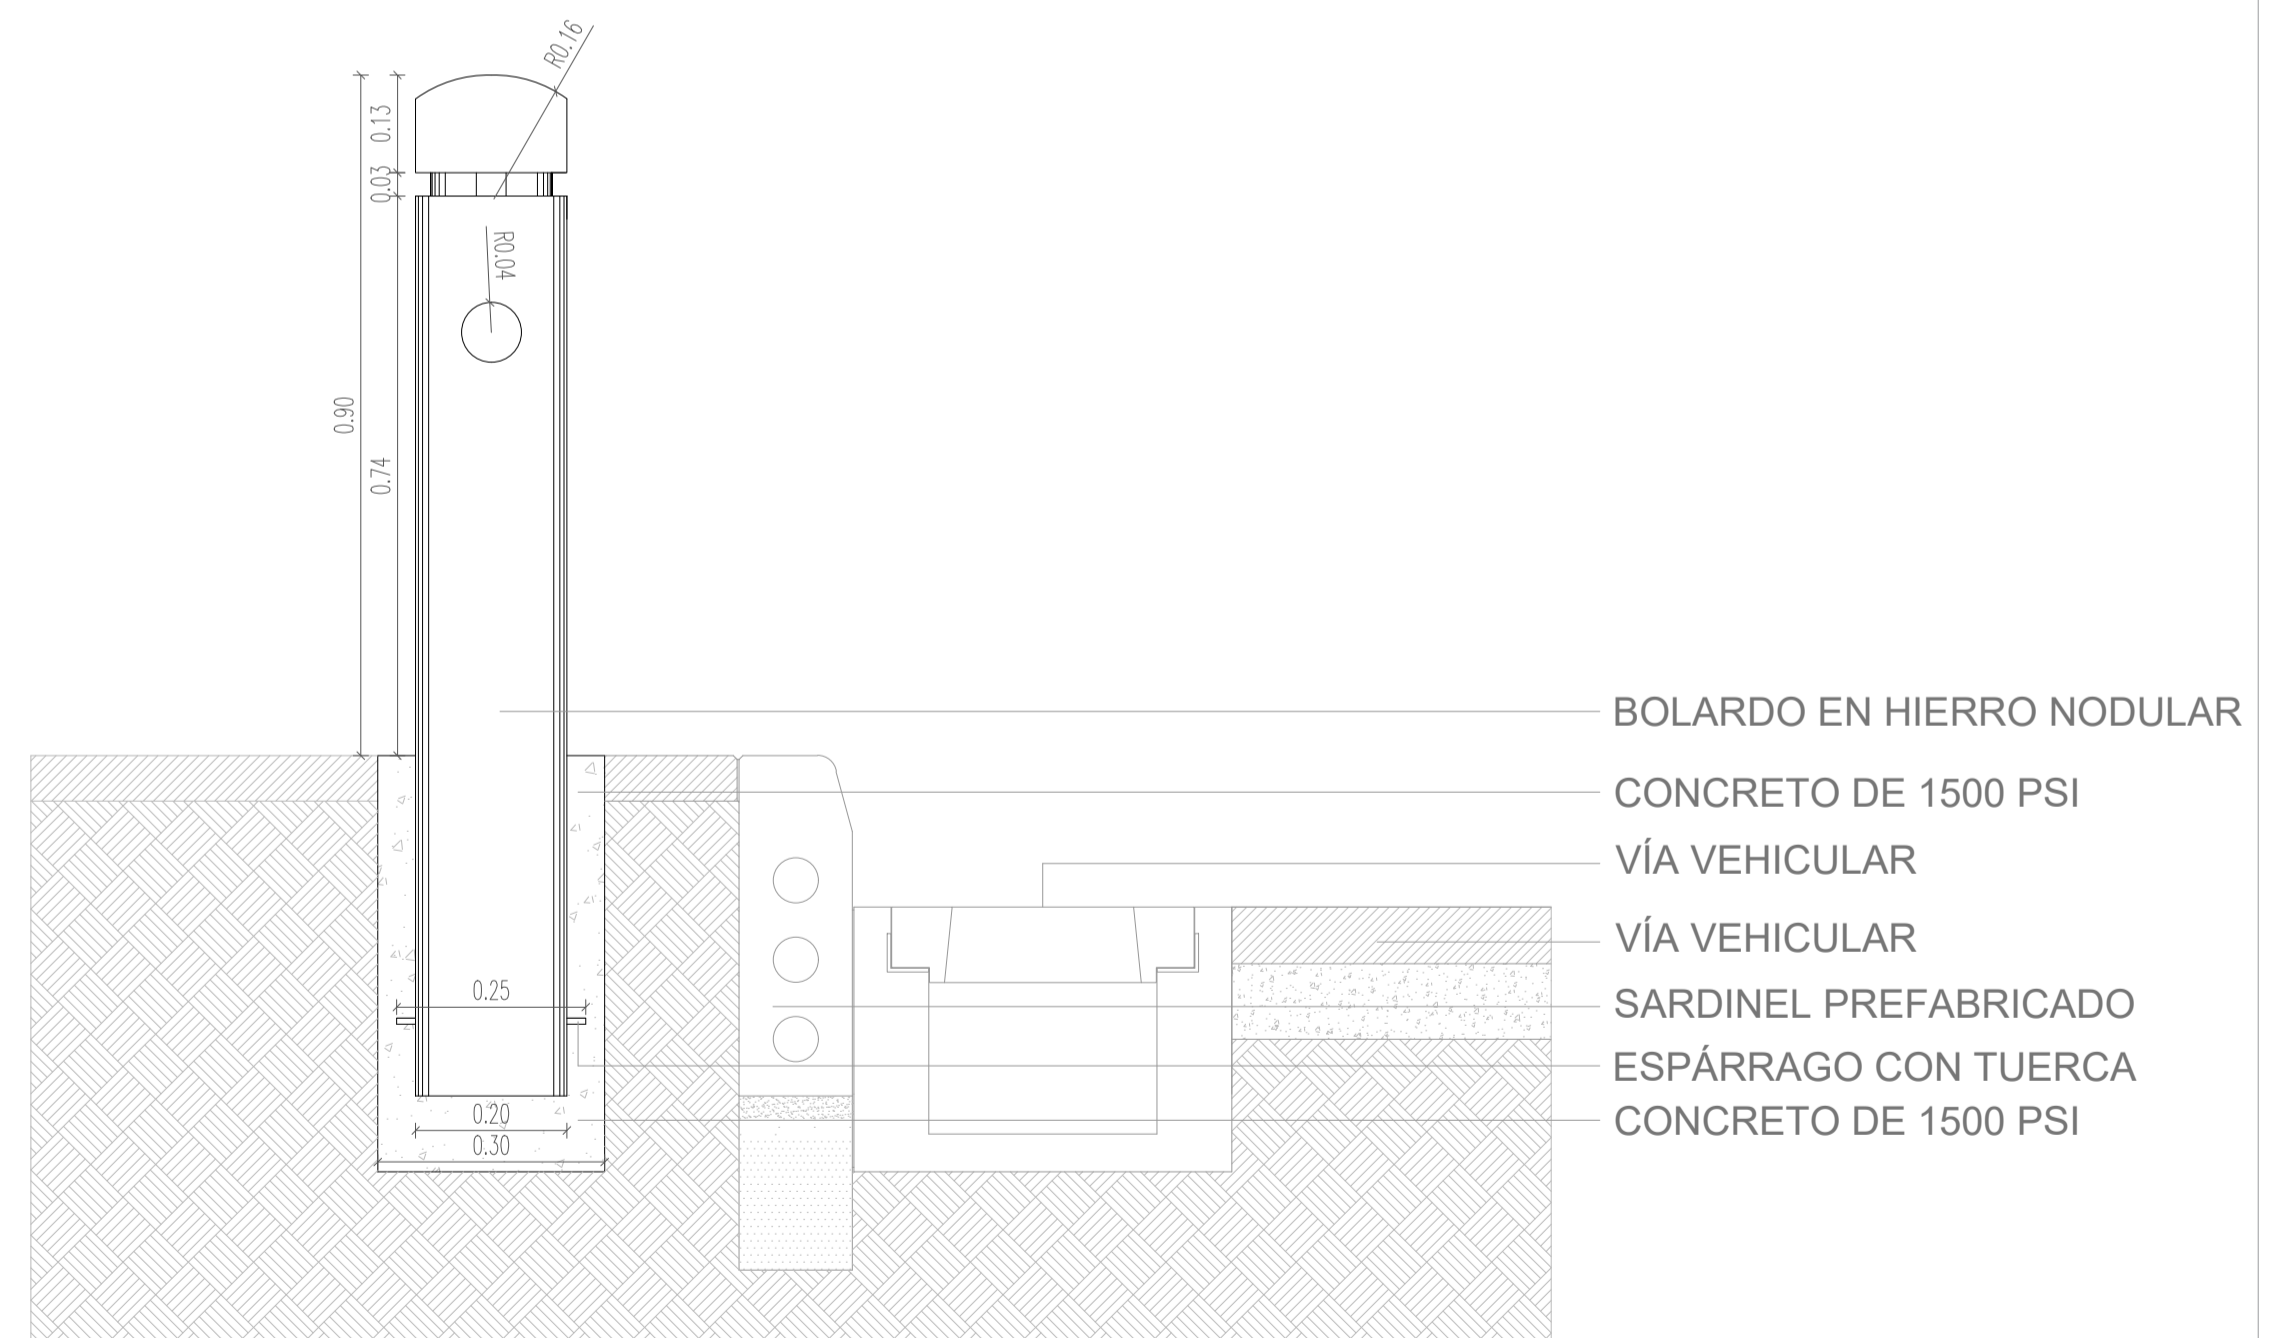 R0.16
0.13
0.03
R0.04
0.90
0.74
BOLARDO EN HIERRO NODULAR
CONCRETO DE 1500 PSI
VÍA VEHICULAR
VÍA VEHICULAR
0.25
SARDINEL PREFABRICADO
ESPÁRRAGO CON TUERCA
0.20
CONCRETO DE 1500 PSI
0.30